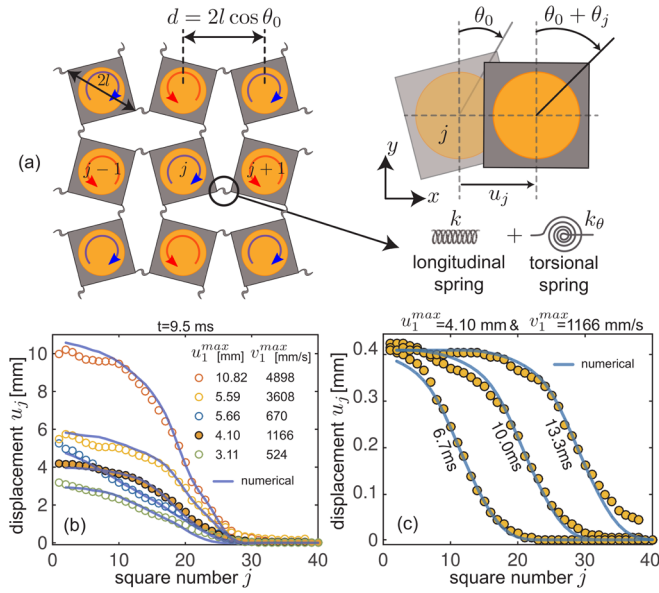 d = 2l cos θ₀
θ₀
θ₀ + θⱼ
2l
(a)
j − 1
j
j + 1
j
y
x
uⱼ
k
+
k_θ
longitudinal
spring
torsional
spring
t=9.5 ms
displacement uⱼ [mm]
10
8
6
4
2
0
u₁ᵐᵃˣ [mm] v₁ᵐᵃˣ [mm/s]
10.82 4898
5.59 3608
5.66 670
4.10 1166
3.11 524
numerical
(b)
0 10 20 30 40
square number j
u₁ᵐᵃˣ=4.10 mm & v₁ᵐᵃˣ=1166 mm/s
displacement uⱼ [mm]
0.4
0.3
0.2
0.1
0
numerical
6.7ms
10.0ms
13.3ms
(c)
0 10 20 30 40
square number j